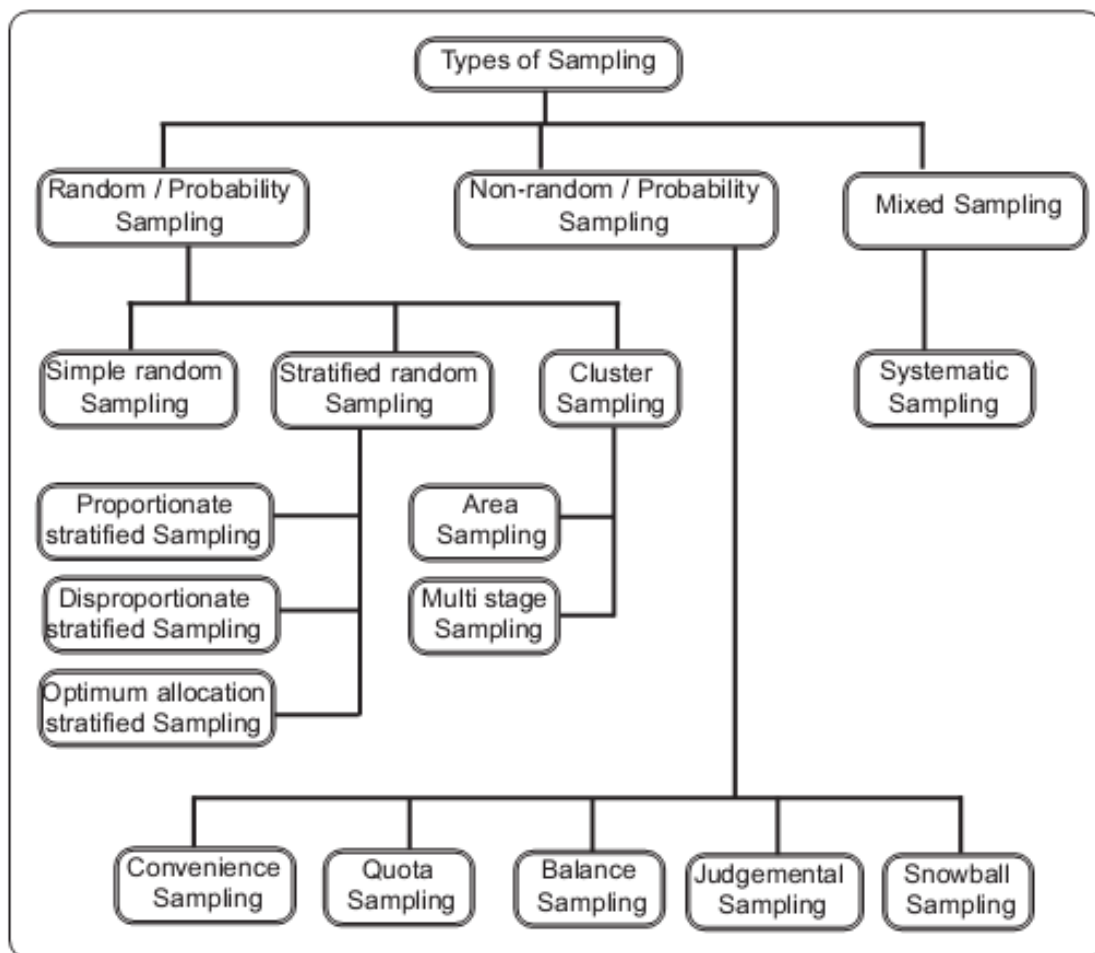 Types of Sampling
Random / Probability
Sampling
Non-random / Probability
Sampling
Mixed Sampling
Simple random
Sampling
Stratified random
Sampling
Cluster
Sampling
Systematic
Sampling
Proportionate
stratified Sampling
Area
Sampling
Disproportionate
stratified Sampling
Multi stage
Sampling
Optimum allocation
stratified Sampling
Convenience
Sampling
Quota
Sampling
Balance
Sampling
Judgemental
Sampling
Snowball
Sampling